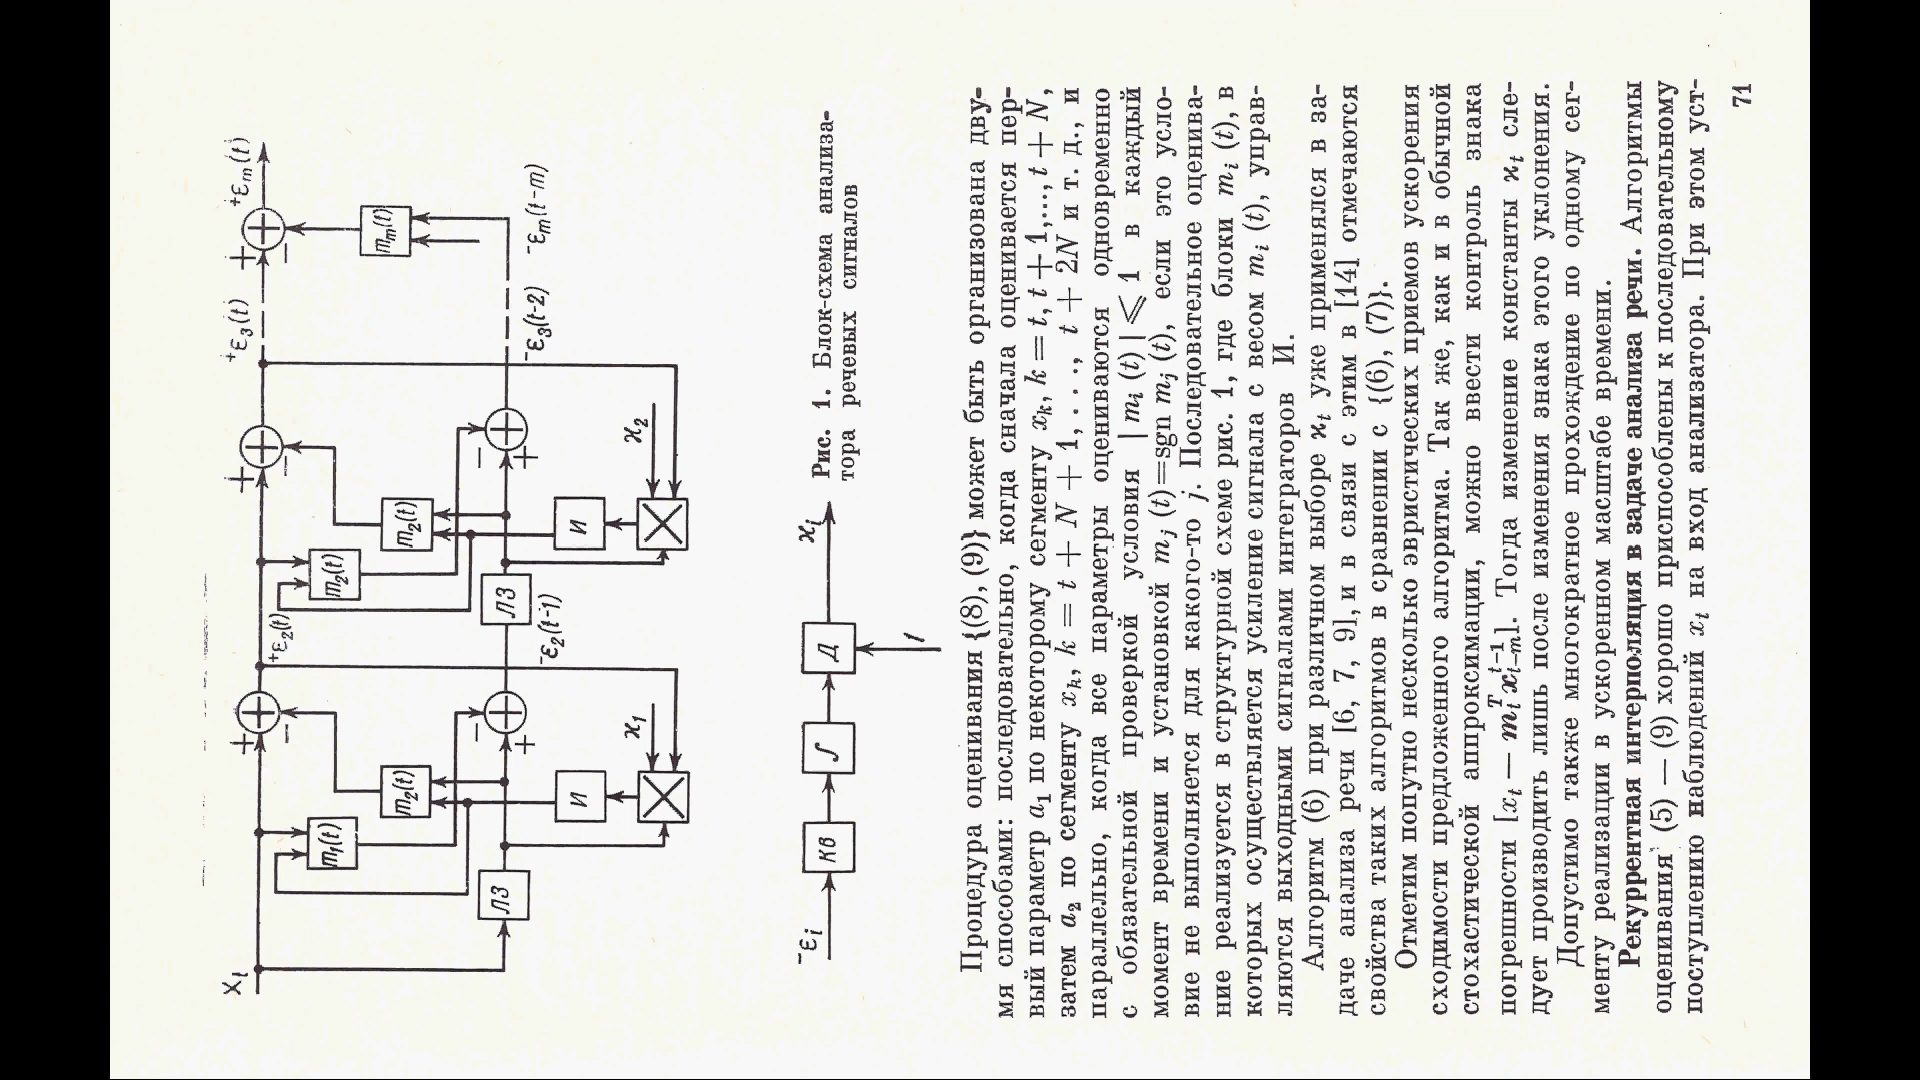 x_t
ЛЗ
m_1(t)
m_2(t)
И
ϰ_1
⁺ε_2(t)
⁻ε_2(t-1)
ЛЗ
m_2(t)
m_2(t)
И
ϰ_2
⁺ε_3(t)
⁻ε_3(t-2)
m_m(t)
⁺ε_m(t)
⁻ε_m(t-m)
⁻ε_i
КВ
∫
Д
1
ϰ_i
Рис. 1. Блок-схема анализа-
тора речевых сигналов
Процедура оценивания {(8), (9)} может быть организована дву-
мя способами: последовательно, когда сначала оценивается пер-
вый параметр a_1 по некоторому сегменту x_k, k = t, t + 1,..., t + N,
затем a_2 по сегменту x_k, k = t + N + 1, . . ., t + 2N и т. д., и
параллельно, когда все параметры оцениваются одновременно
с обязательной проверкой условия | m_i (t) | ⩽ 1 в каждый
момент времени и установкой m_j (t)=sgn m_j (t), если это усло-
вие не выполняется для какого-то j. Последовательное оценива-
ние реализуется в структурной схеме рис. 1, где блоки m_i (t), в
которых осуществляется усиление сигнала с весом m_i (t), управ-
ляются выходными сигналами интеграторов И.
Алгоритм (6) при различном выборе ϰ_t уже применялся в за-
даче анализа речи [6, 7, 9], и в связи с этим в [14] отмечаются
свойства таких алгоритмов в сравнении с {(6), (7)}.
Отметим попутно несколько эвристических приемов ускорения
сходимости предложенного алгоритма. Так же, как и в обычной
стохастической аппроксимации, можно ввести контроль знака
погрешности [x_t — m_t^T x_{t-m}^{t-1}]. Тогда изменение константы ϰ_t сле-
дует производить лишь после изменения знака этого уклонения.
Допустимо также многократное прохождение по одному сег-
менту реализации в ускоренном масштабе времени.
Рекуррентная интерполяция в задаче анализа речи. Алгоритмы
оценивания (5) — (9) хорошо приспособлены к последовательному
поступлению наблюдений x_t на вход анализатора. При этом уст-
71